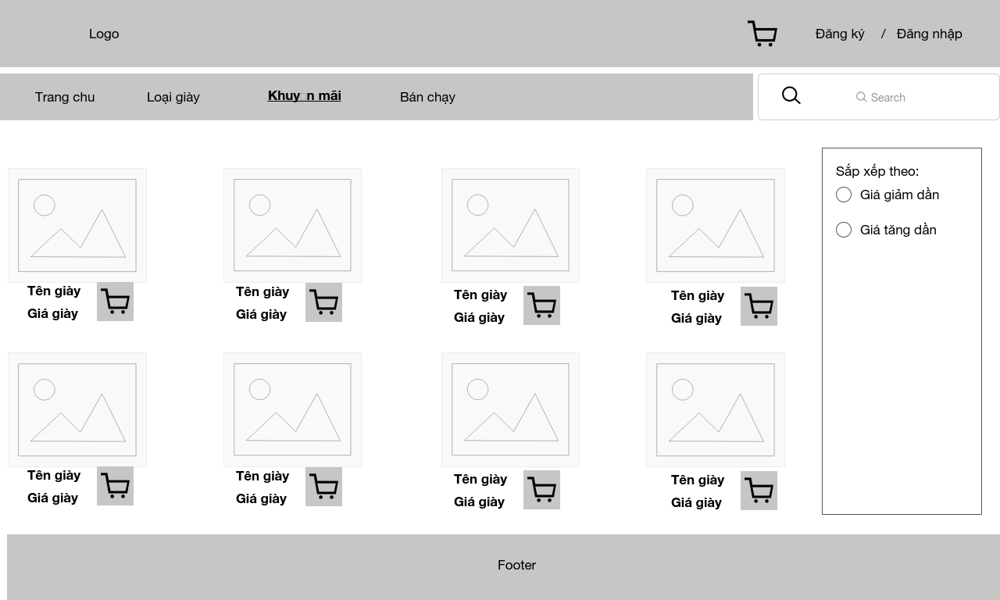 Logo
Đăng ký / Đăng nhập
Trang chu
Loại giày
Khuy□n mãi
Bán chạy
Search
Sắp xếp theo:
Giá giảm dần
Giá tăng dần
Tên giày
Giá giày
Tên giày
Giá giày
Tên giày
Giá giày
Tên giày
Giá giày
Tên giày
Giá giày
Tên giày
Giá giày
Tên giày
Giá giày
Tên giày
Giá giày
Footer